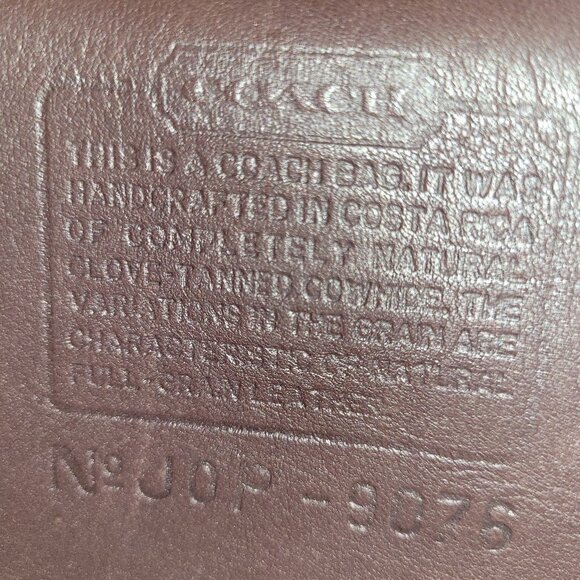 COACH
THIS IS A COACH BAG. IT WAS
HANDCRAFTED IN COSTA RICA
OF COMPLETELY NATURAL
GLOVE-TANNED COWHIDE. THE
VARIATIONS IN THE GRAIN ARE
CHARACTERISTIC OF NATURAL
FULL-GRAIN LEATHER.
Nº J0P-9076